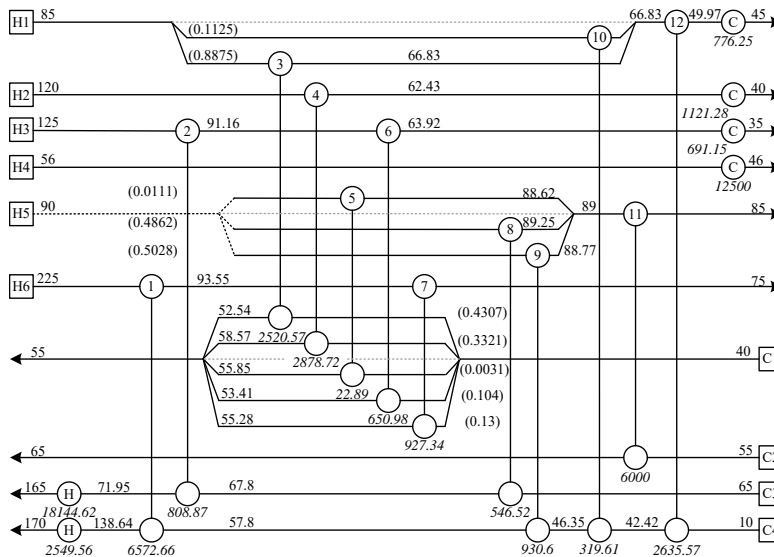 H1 85 (0.1125) 10 66.83 12 49.97 C 45
776.25
(0.8875) 3 66.83
H2 120 4 62.43 C 40
1121.28
H3 125 2 91.16 6 63.92 C 35
691.15
H4 56 C 46
12500
(0.0111) 5 88.62
H5 90 89 11 85
(0.4862) 8 89.25
(0.5028) 9 88.77
H6 225 1 93.55 7 75
52.54 (0.4307)
2520.57
58.57 (0.3321)
2878.72
55 40 C1
55.85 (0.0031)
22.89
53.41 (0.104)
650.98
55.28 (0.13)
927.34
65 55 C2
6000
165 H 71.95 67.8 65 C3
18144.62 808.87 546.52
170 H 138.64 57.8 46.35 42.42 10 C4
2549.56 6572.66 930.6 319.61 2635.57